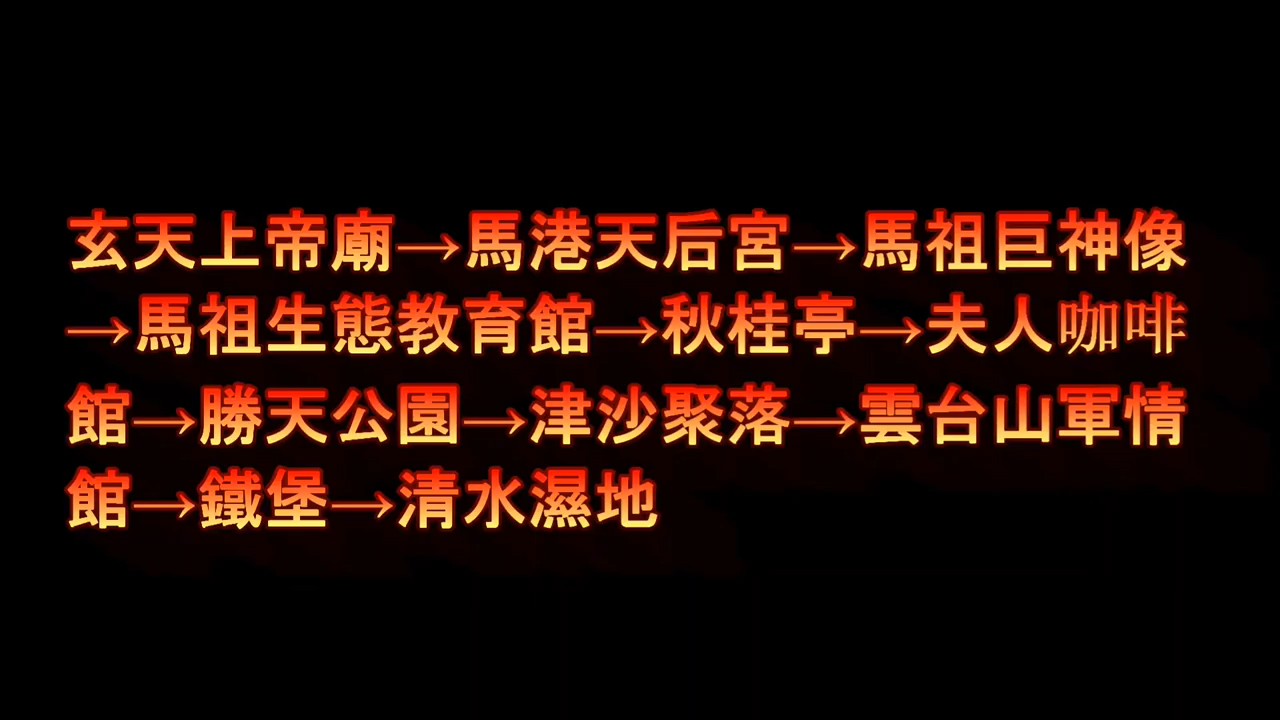 玄天上帝廟→馬港天后宮→馬祖巨神像
→馬祖生態教育館→秋桂亭→夫人咖啡
館→勝天公園→津沙聚落→雲台山軍情
館→鐵堡→清水濕地